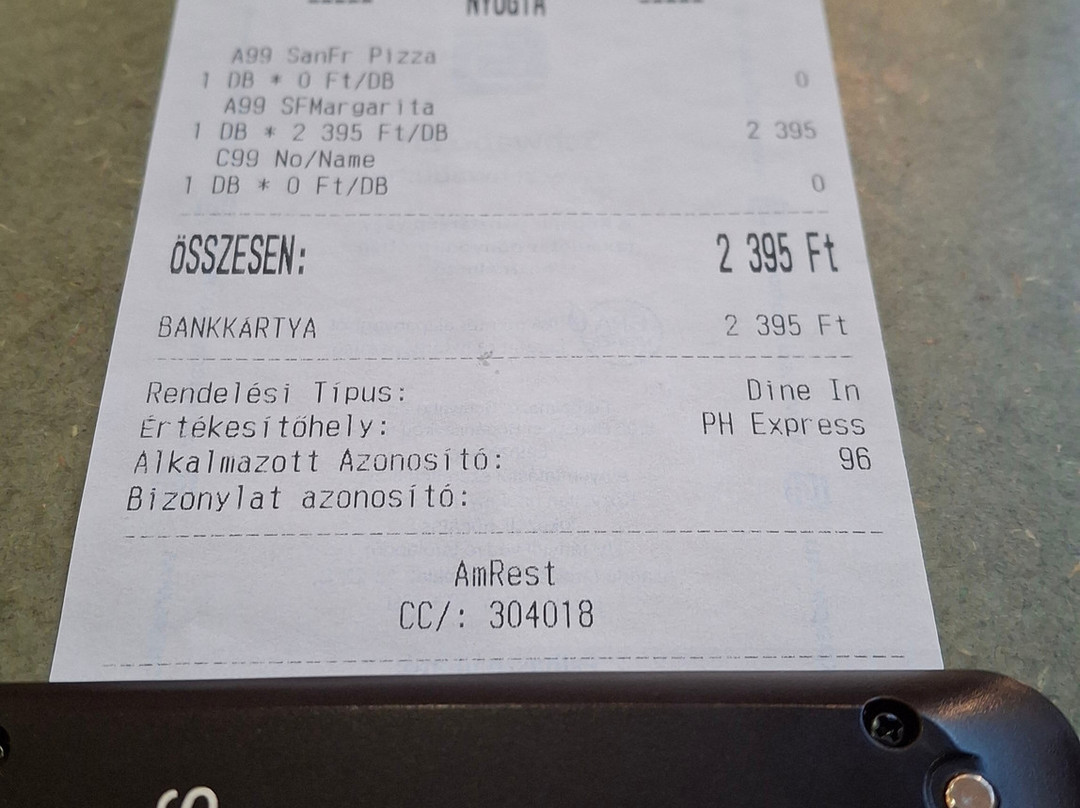 NYUGTA
A99 SanFr Pizza
1 DB * 0 Ft/DB 0
A99 SFMargarita
1 DB * 2 395 Ft/DB 2 395
C99 No/Name
1 DB * 0 Ft/DB 0
ÖSSZESEN: 2 395 Ft
BANKKÁRTYA 2 395 Ft
Rendelési Típus: Dine In
Értékesítőhely: PH Express
Alkalmazott Azonosító: 96
Bizonylat azonosító:
AmRest
CC/: 304018
S